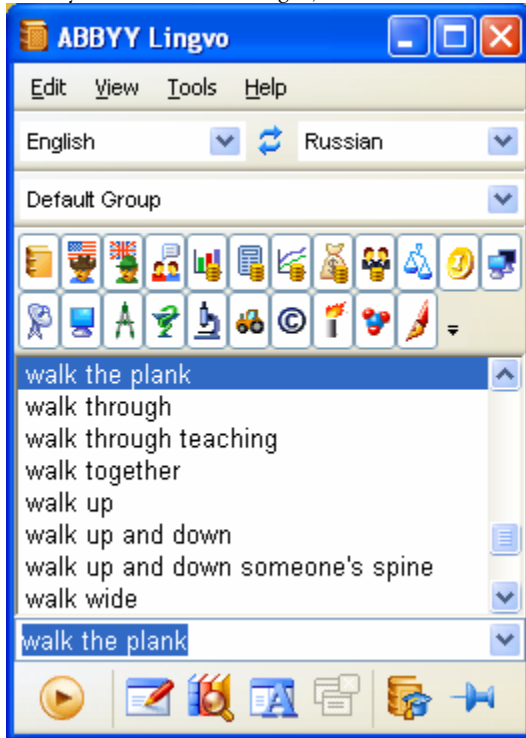 ABBYY Lingvo
Edit View Tools Help
English Russian
Default Group
walk the plank
walk through
walk through teaching
walk together
walk up
walk up and down
walk up and down someone's spine
walk wide
walk the plank